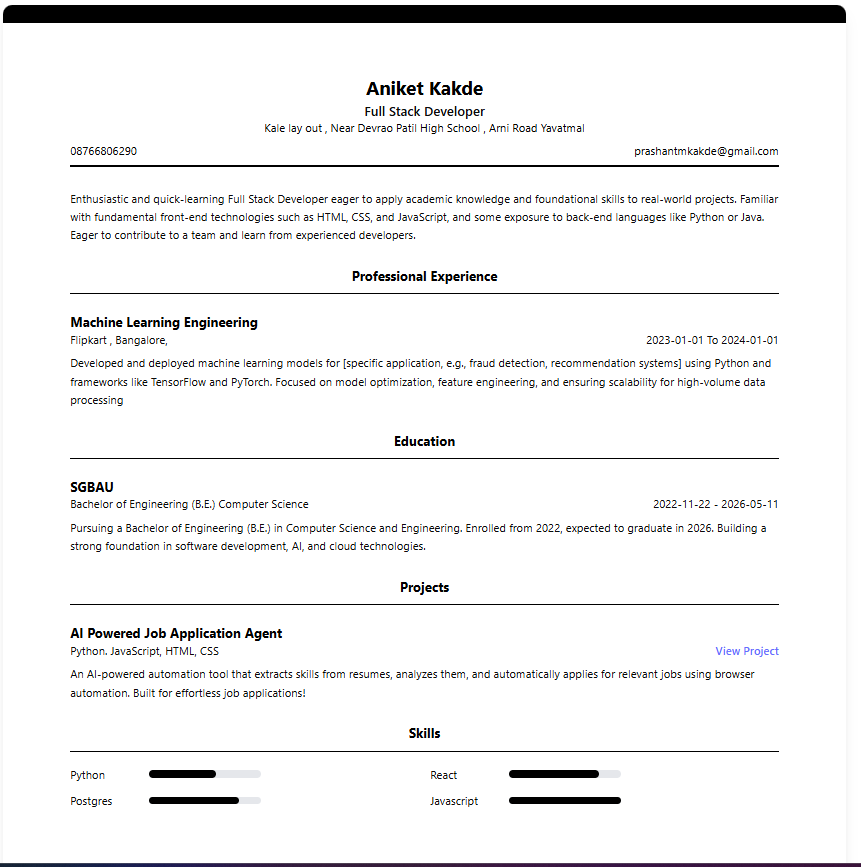 Aniket Kakde
Full Stack Developer
Kale lay out , Near Devrao Patil High School , Arni Road Yavatmal
08766806290 prashantmkakde@gmail.com
Enthusiastic and quick-learning Full Stack Developer eager to apply academic knowledge and foundational skills to real-world projects. Familiar
with fundamental front-end technologies such as HTML, CSS, and JavaScript, and some exposure to back-end languages like Python or Java.
Eager to contribute to a team and learn from experienced developers.
Professional Experience
Machine Learning Engineering
Flipkart , Bangalore, 2023-01-01 To 2024-01-01
Developed and deployed machine learning models for [specific application, e.g., fraud detection, recommendation systems] using Python and
frameworks like TensorFlow and PyTorch. Focused on model optimization, feature engineering, and ensuring scalability for high-volume data
processing
Education
SGBAU
Bachelor of Engineering (B.E.) Computer Science 2022-11-22 - 2026-05-11
Pursuing a Bachelor of Engineering (B.E.) in Computer Science and Engineering. Enrolled from 2022, expected to graduate in 2026. Building a
strong foundation in software development, AI, and cloud technologies.
Projects
AI Powered Job Application Agent
Python. JavaScript, HTML, CSS View Project
An AI-powered automation tool that extracts skills from resumes, analyzes them, and automatically applies for relevant jobs using browser
automation. Built for effortless job applications!
Skills
Python React
Postgres Javascript